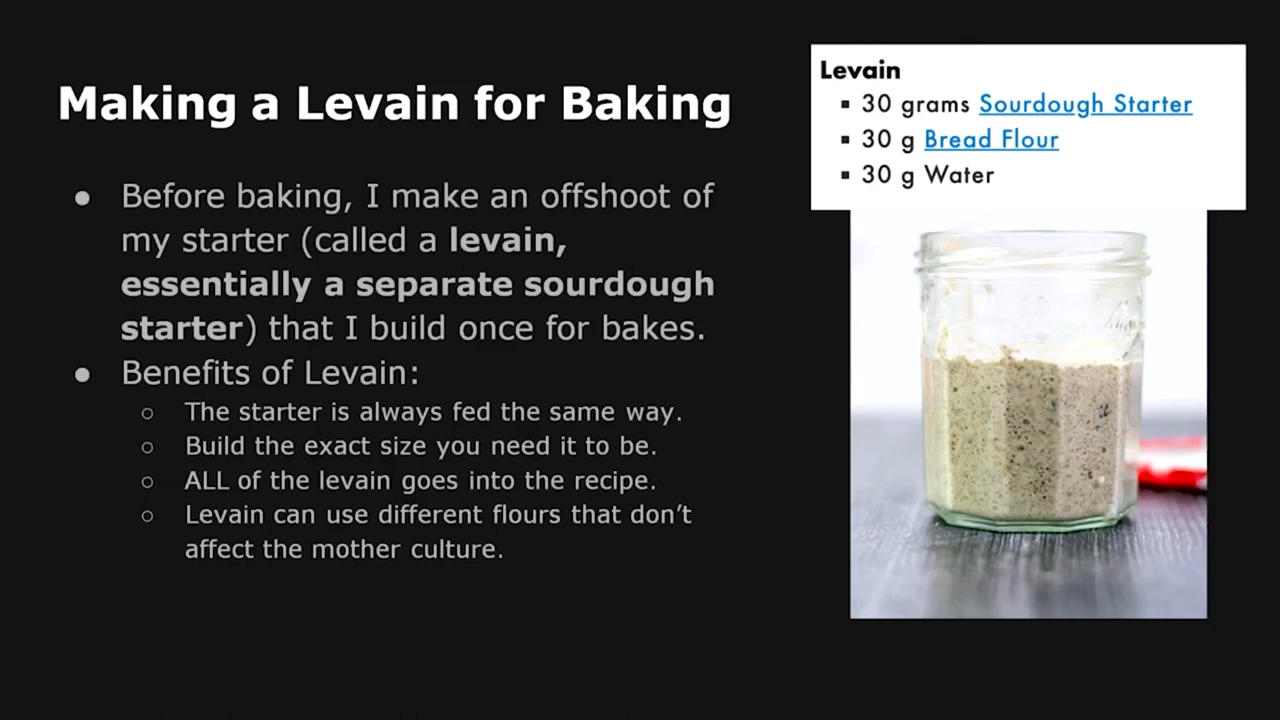 Making a Levain for Baking
● Before baking, I make an offshoot of
my starter (called a levain,
essentially a separate sourdough
starter) that I build once for bakes.
● Benefits of Levain:
○ The starter is always fed the same way.
○ Build the exact size you need it to be.
○ ALL of the levain goes into the recipe.
○ Levain can use different flours that don’t
affect the mother culture.
Levain
▪ 30 grams Sourdough Starter
▪ 30 g Bread Flour
▪ 30 g Water